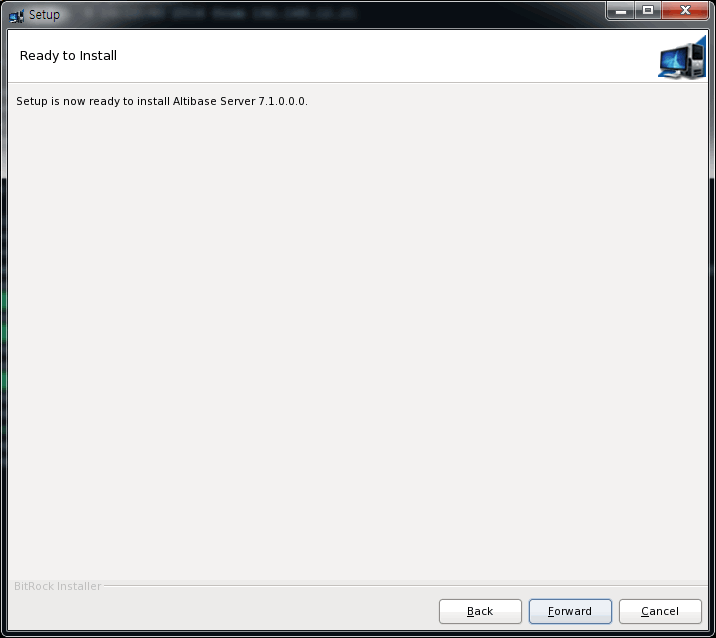 Setup
Ready to Install
Setup is now ready to install Altibase Server 7.1.0.0.0.
BitRock Installer
Back
Forward
Cancel